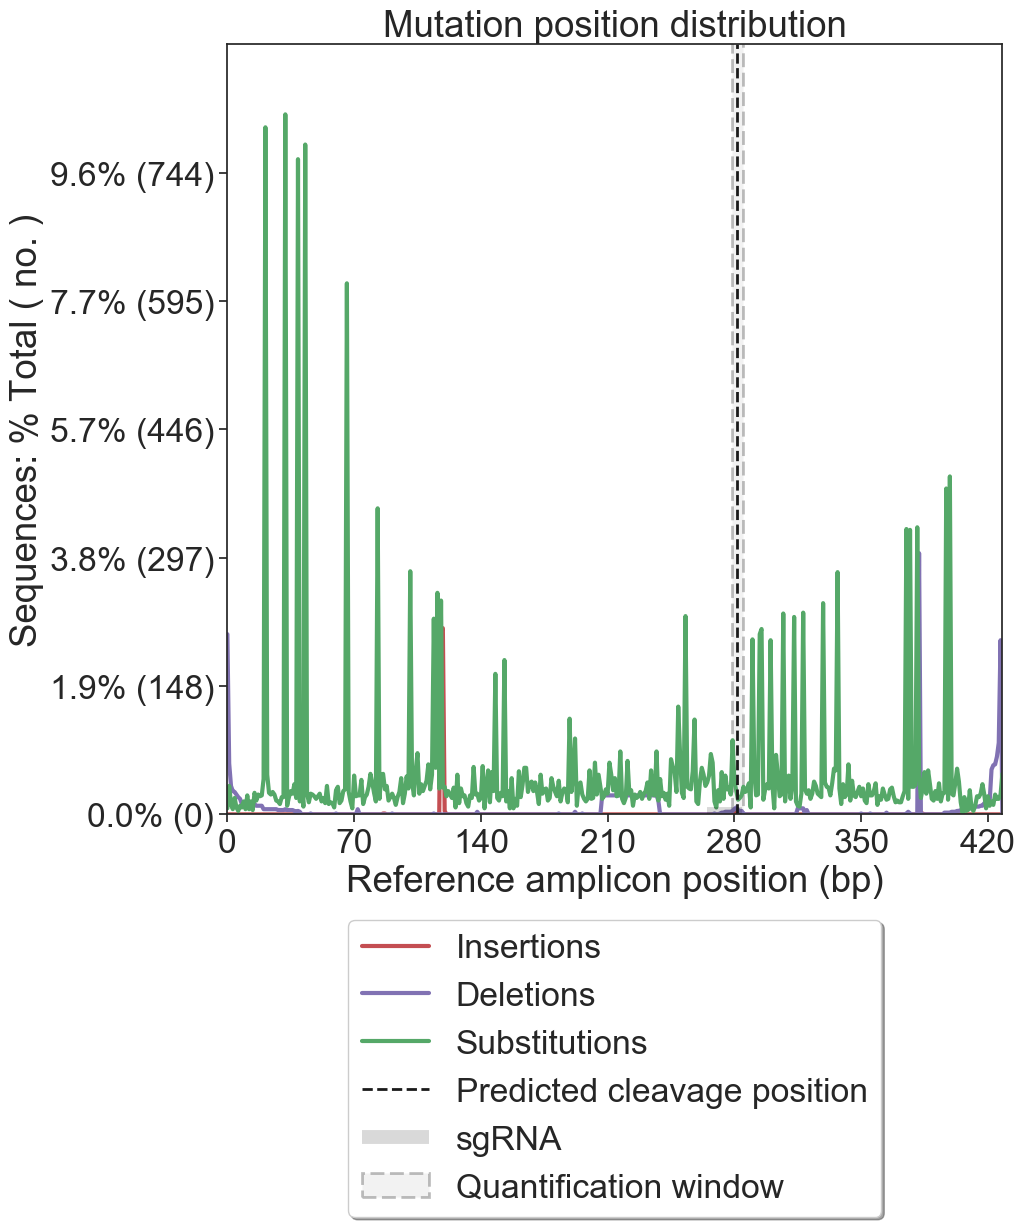 Mutation position distribution
Sequences: % Total ( no. )
9.6% (744)
7.7% (595)
5.7% (446)
3.8% (297)
1.9% (148)
0.0% (0)
0 70 140 210 280 350 420
Reference amplicon position (bp)
Insertions
Deletions
Substitutions
Predicted cleavage position
sgRNA
Quantification window